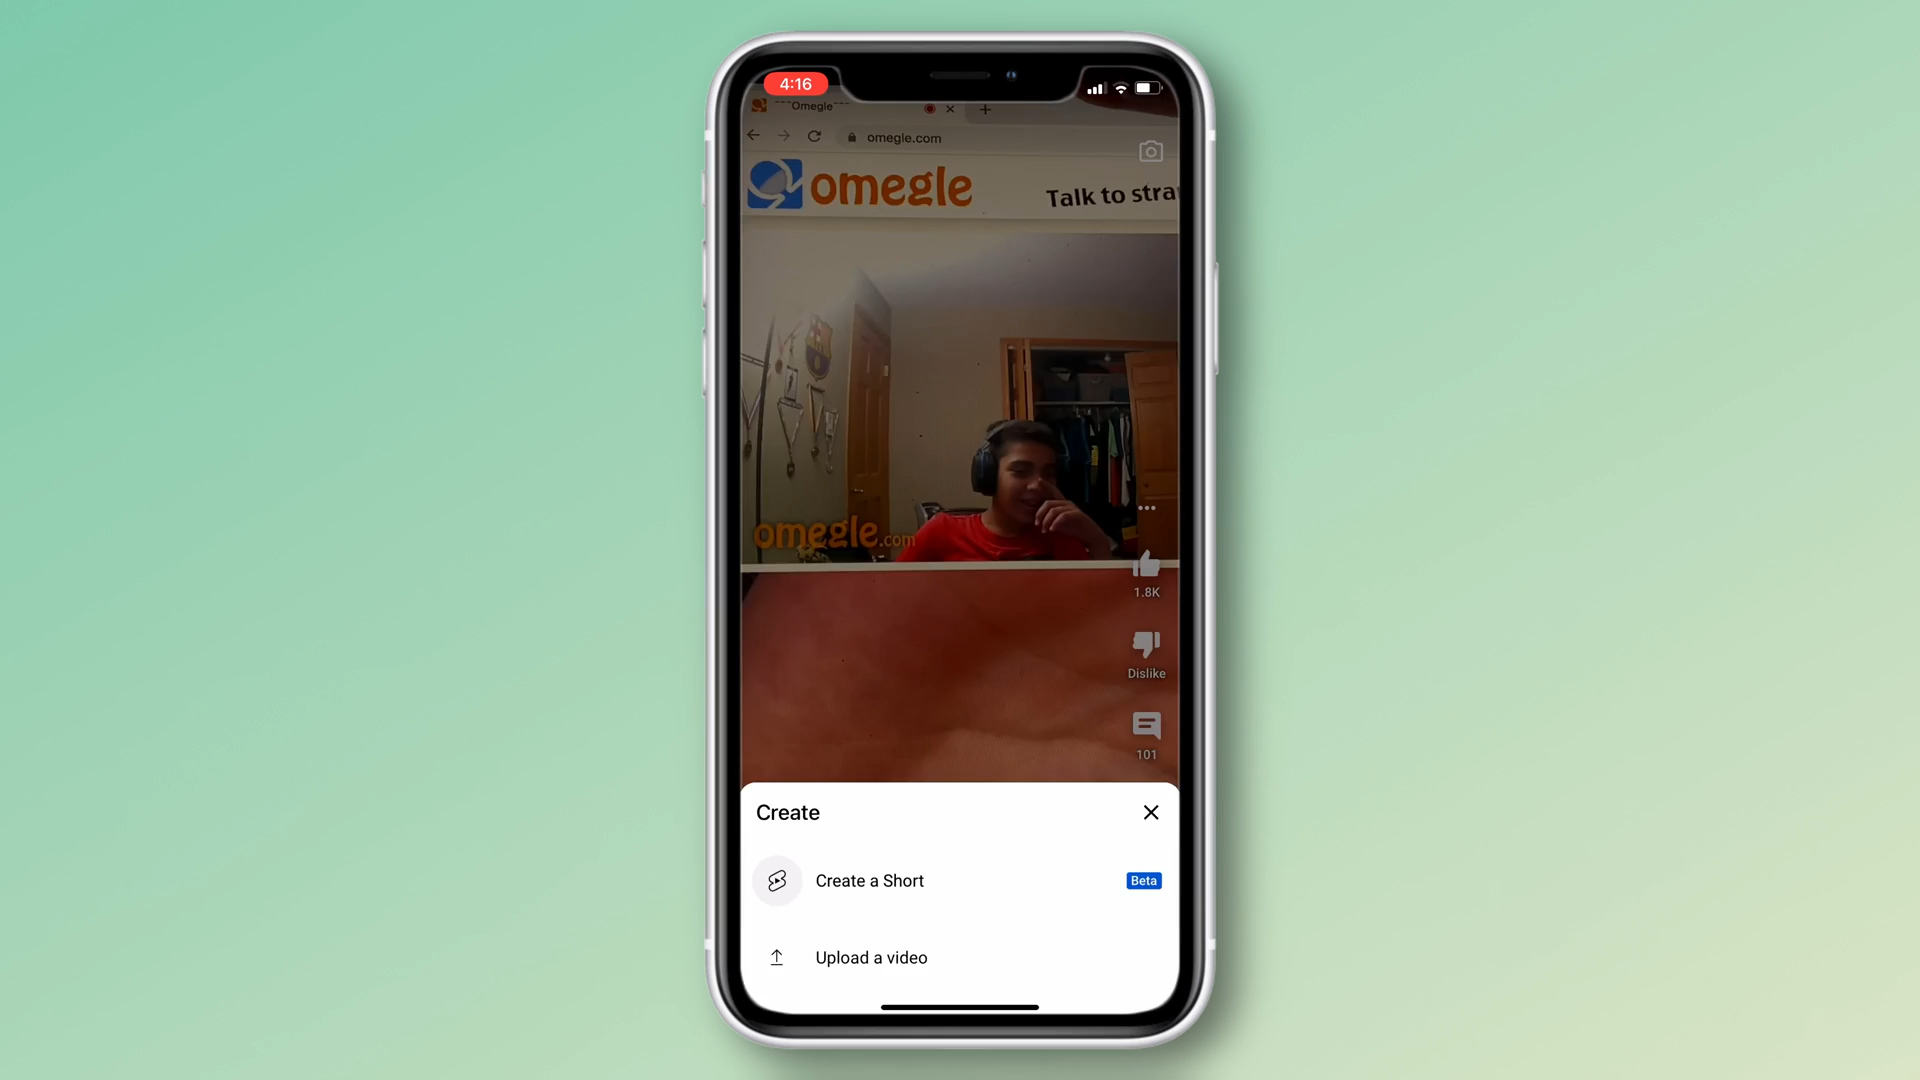 4:16
Omegle
omegle.com
omegle
Talk to stra
omegle.com
1.8K
Dislike
101
Create
Create a Short
Beta
Upload a video